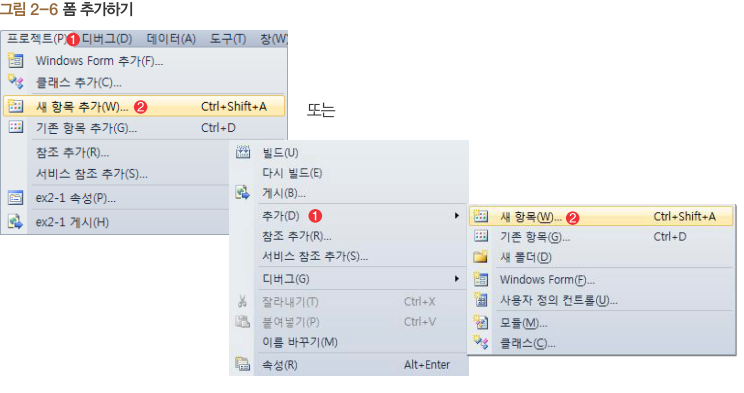 그림 2-6 폼 추가하기
프로젝트(P) 1 디버그(D) 데이터(A) 도구(T) 창(W)
Windows Form 추가(F)...
클래스 추가(C)...
새 항목 추가(W)... 2 Ctrl+Shift+A
기존 항목 추가(G)... Ctrl+D
참조 추가(R)...
서비스 참조 추가(S)...
ex2-1 속성(P)...
ex2-1 게시(H)
또는
빌드(U)
다시 빌드(E)
게시(B)...
추가(D) 1
참조 추가(R)...
서비스 참조 추가(S)...
디버그(G)
잘라내기(T) Ctrl+X
붙여넣기(P) Ctrl+V
이름 바꾸기(M)
속성(R) Alt+Enter
새 항목(W)... 2 Ctrl+Shift+A
기존 항목(G)... Ctrl+D
새 폴더(D)
Windows Form(F)...
사용자 정의 컨트롤(U)...
모듈(M)...
클래스(C)...